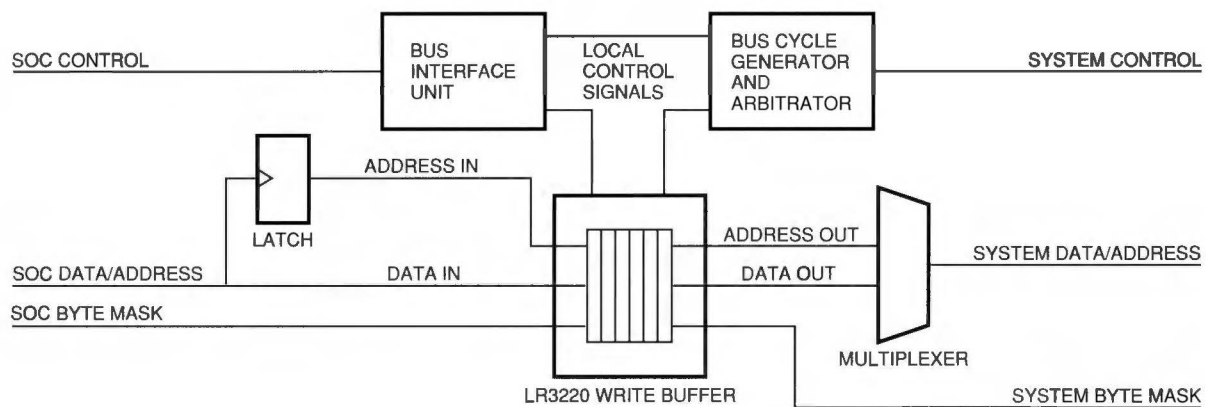 SOC CONTROL
BUS
INTERFACE
UNIT
LOCAL
CONTROL
SIGNALS
BUS CYCLE
GENERATOR
AND
ARBITRATOR
SYSTEM CONTROL
ADDRESS IN
LATCH
ADDRESS OUT
SOC DATA/ADDRESS
DATA IN
DATA OUT
SYSTEM DATA/ADDRESS
SOC BYTE MASK
MULTIPLEXER
LR3220 WRITE BUFFER
SYSTEM BYTE MASK